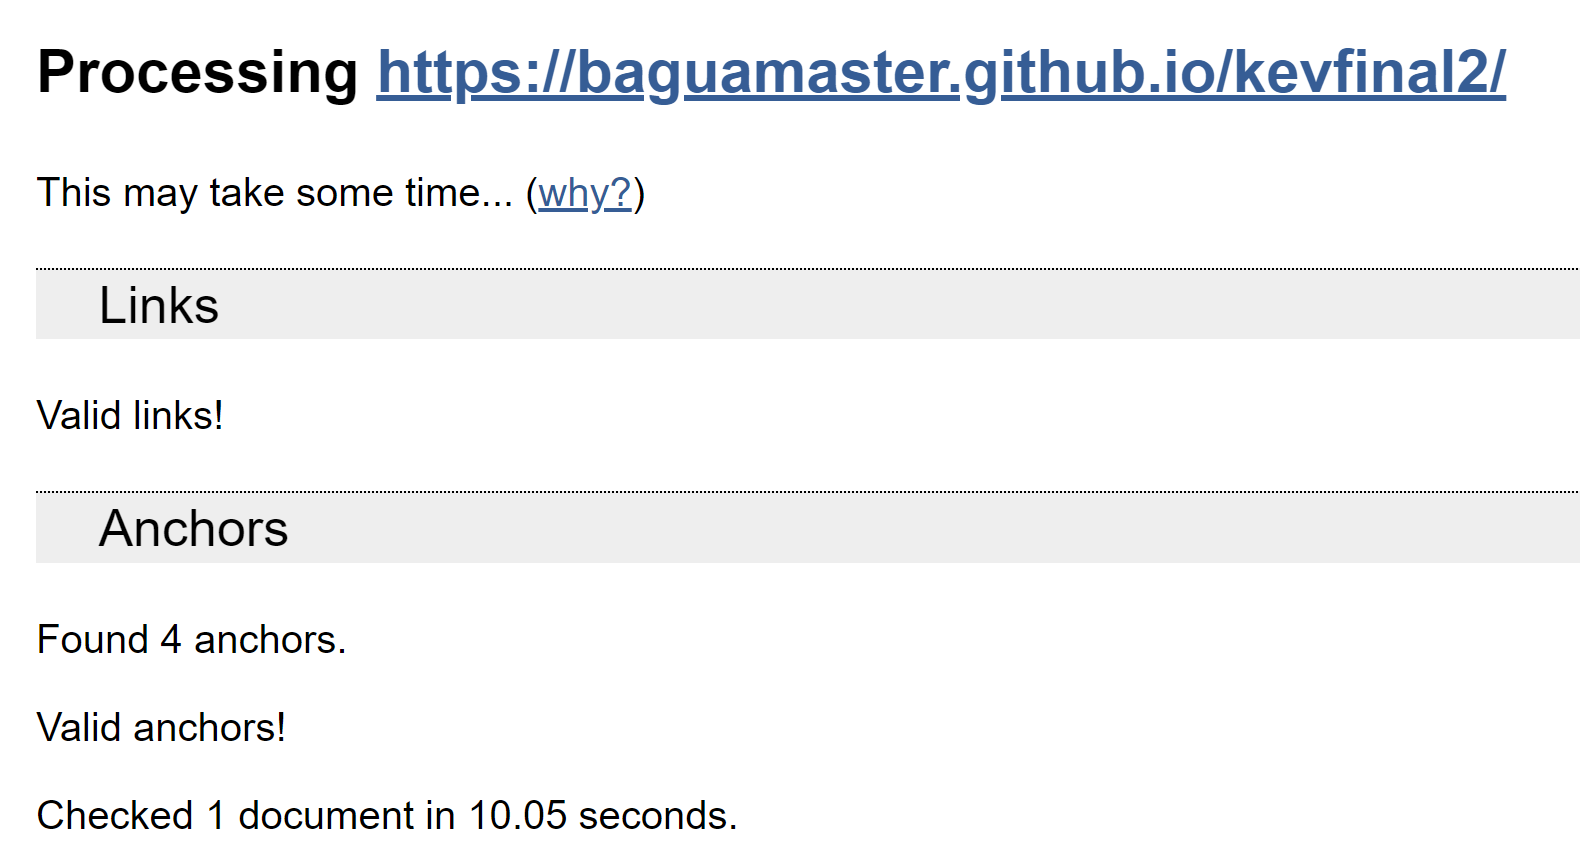 Processing https://baguamaster.github.io/kevfinal2/
This may take some time... (why?)
Links
Valid links!
Anchors
Found 4 anchors.
Valid anchors!
Checked 1 document in 10.05 seconds.